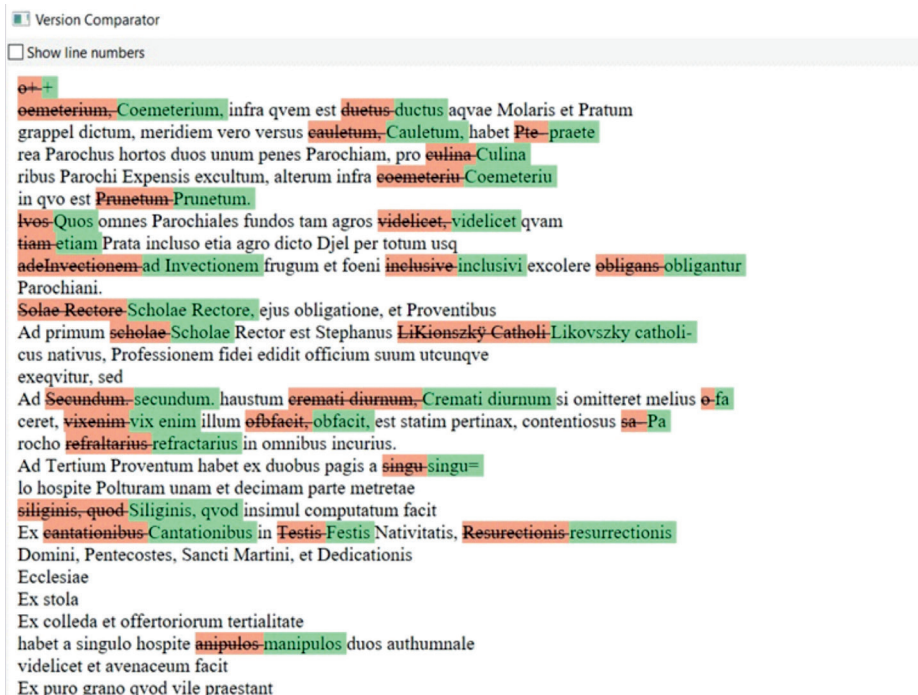 Version Comparator
Show line numbers
o+ +
oemeterium, Coemeterium, infra qvem est duetus ductus aqvae Molaris et Pratum
grappel dictum, meridiem vero versus cauletum, Cauletum, habet Pte praete
rea Parochus hortos duos unum penes Parochiam, pro culina Culina
ribus Parochi Expensis excultum, alterum infra coemeteriu Coemeteriu
in qvo est Prunetum Prunetum.
lvos Quos omnes Parochiales fundos tam agros videlicet, videlicet qvam
tiam etiam Prata incluso etia agro dicto Djel per totum usq
adeInvectionem ad Invectionem frugum et foeni inclusive inclusivi excolere obligans obligantur
Parochiani.
Solae Rectore Scholae Rectore, ejus obligatione, et Proventibus
Ad primum scholae Scholae Rector est Stephanus LiKionszkÿ Catholi Likovszky catholi-
cus nativus, Professionem fidei edidit officium suum utcunqve
exeqvitur, sed
Ad Secundum. secundum. haustum cremati diurnum, Cremati diurnum si omitteret melius o fa
ceret, vixenim vix enim illum ofbfacit, obfacit, est statim pertinax, contentiosus sa Pa
rocho refraltarius refractarius in omnibus incurius.
Ad Tertium Proventum habet ex duobus pagis a singu singu=
lo hospite Polturam unam et decimam parte metretae
siliginis, quod Siliginis, qvod insimul computatum facit
Ex cantationibus Cantationibus in Testis Festis Nativitatis, Resurectionis resurrectionis
Domini, Pentecostes, Sancti Martini, et Dedicationis
Ecclesiae
Ex stola
Ex colleda et offertoriorum tertialitate
habet a singulo hospite anipulos manipulos duos authumnale
videlicet et avenaceum facit
Ex puro grano qvod vile praestant